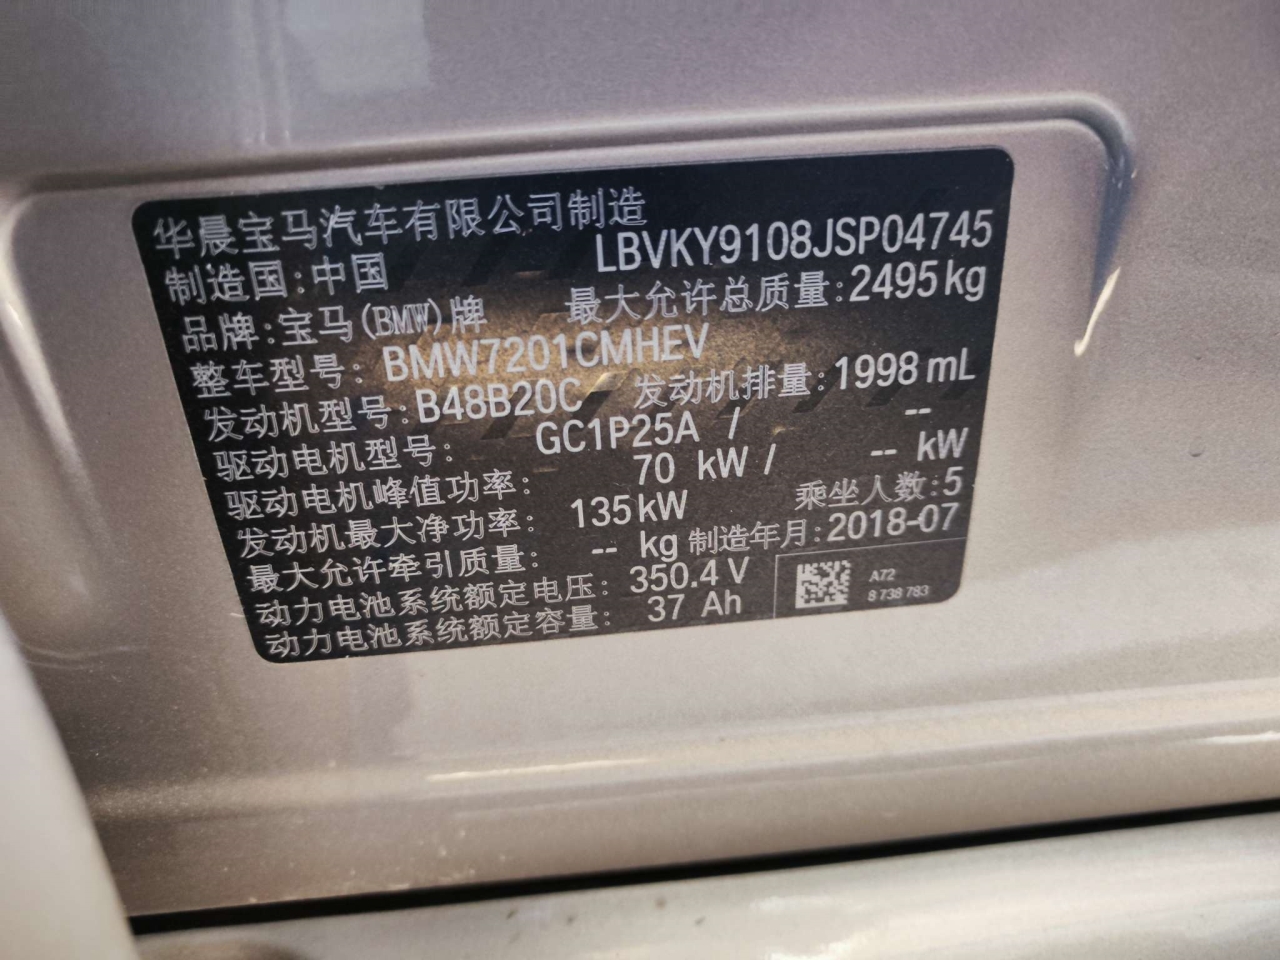 华晨宝马汽车有限公司制造
制造国:中国 LBVKY9108JSP04745
品牌:宝马(BMW)牌 最大允许总质量:2495kg
整车型号: BMW7201CMHEV
发动机型号: B48B20C 发动机排量:1998 mL
驱动电机型号: GC1P25A / --
驱动电机峰值功率: 70 kW / -- kW
发动机最大净功率: 135kW 乘坐人数:5
最大允许牵引质量: -- kg 制造年月:2018-07
动力电池系统额定电压: 350.4 V
动力电池系统额定容量: 37 Ah
A72
8 738 783